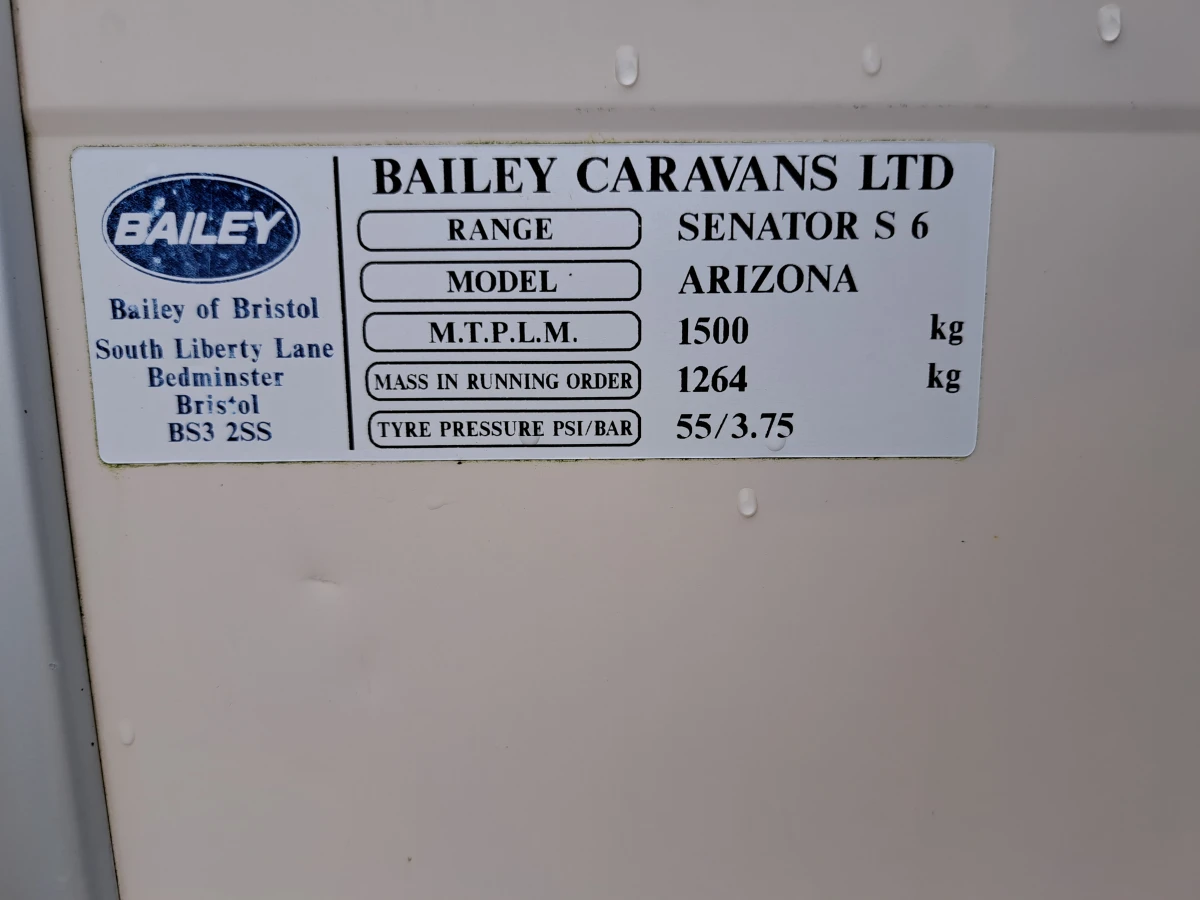 BAILEY
Bailey of Bristol
South Liberty Lane
Bedminster
Bristol
BS3 2SS
BAILEY CARAVANS LTD
RANGE SENATOR S 6
MODEL ARIZONA
M.T.P.L.M. 1500 kg
MASS IN RUNNING ORDER 1264 kg
TYRE PRESSURE PSI/BAR 55/3.75